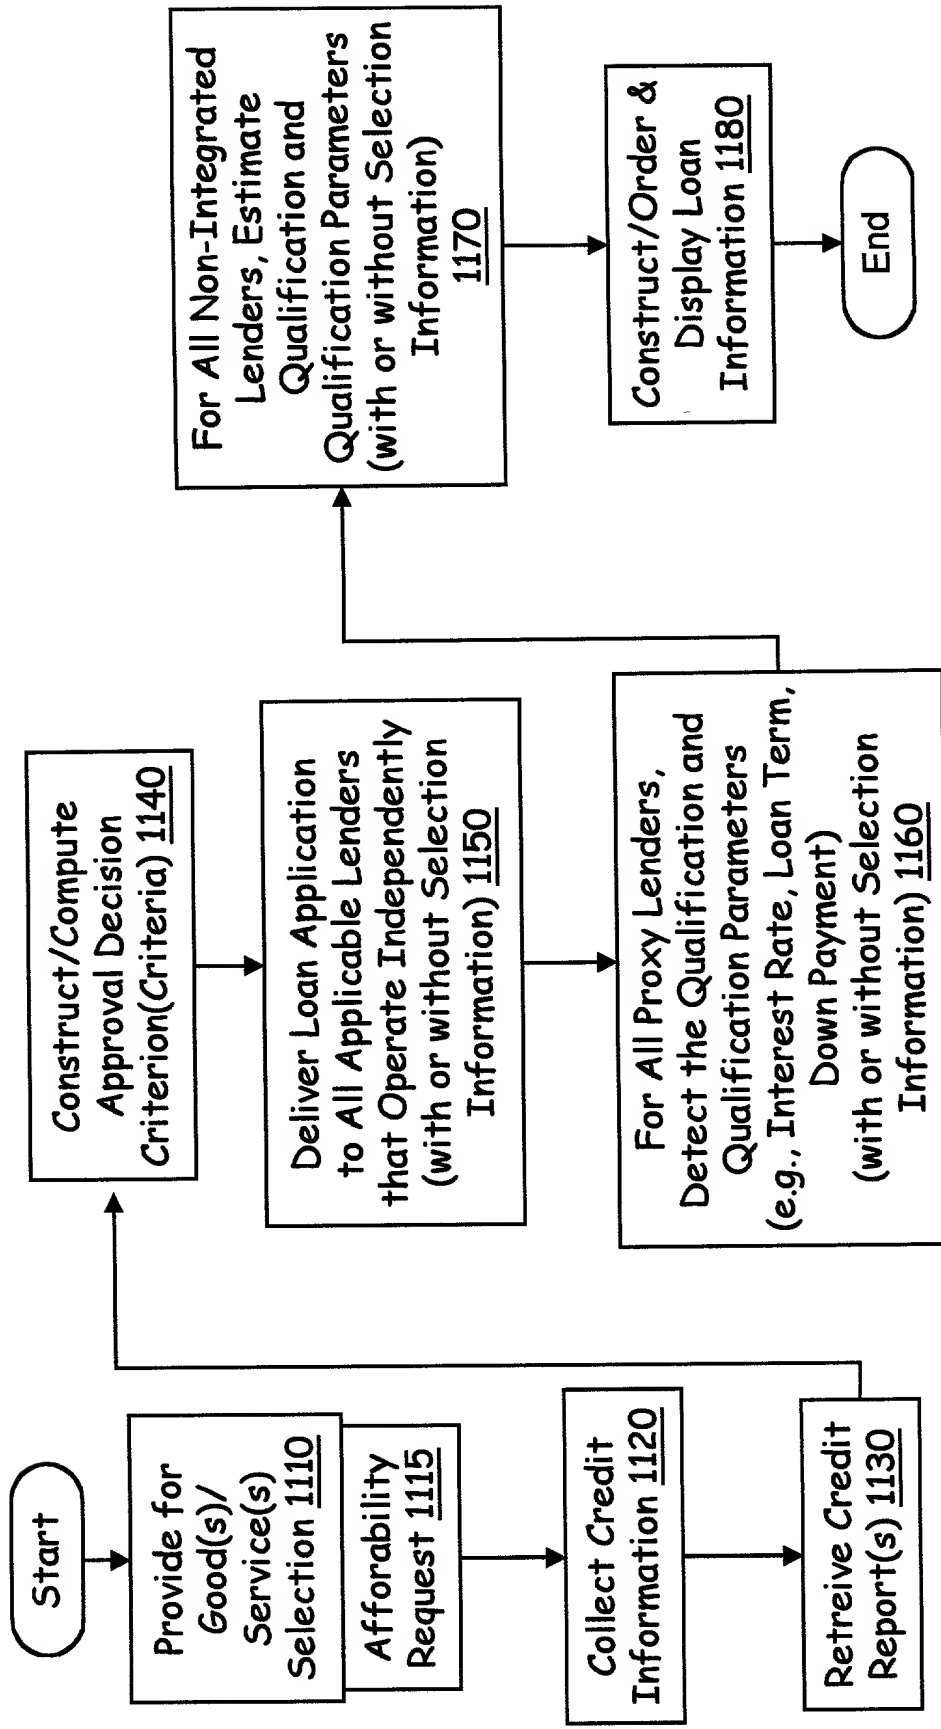 Start
Provide for
Good(s)/
Service(s)
Selection 1110
Afforability
Request 1115
Collect Credit
Information 1120
Retreive Credit
Report(s) 1130
Construct/Compute
Approval Decision
Criterion(Criteria) 1140
Deliver Loan Application
to All Applicable Lenders
that Operate Independently
(with or without Selection
Information) 1150
For All Proxy Lenders,
Detect the Qualification and
Qualification Parameters
(e.g., Interest Rate, Loan Term,
Down Payment)
(with or without Selection
Information) 1160
For All Non-Integrated
Lenders, Estimate
Qualification and
Qualification Parameters
(with or without Selection
Information)
1170
Construct/Order &
Display Loan
Information 1180
End